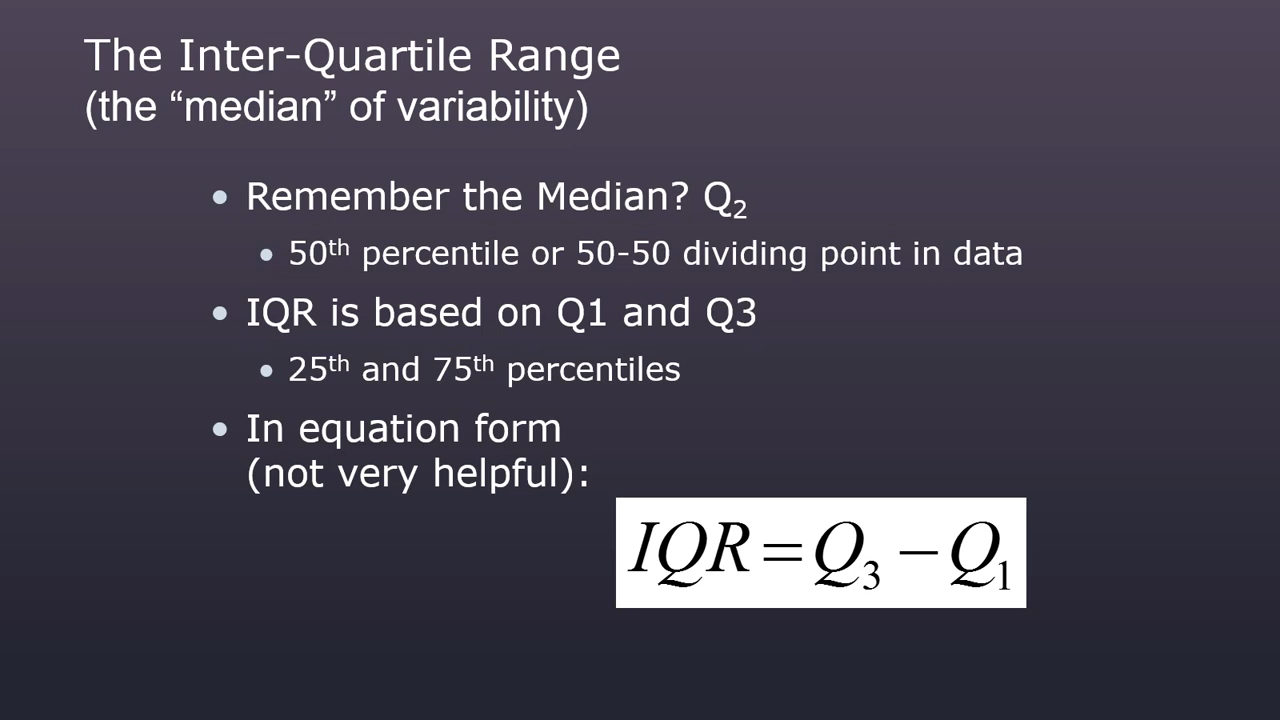 The Inter-Quartile Range
(the “median” of variability)
• Remember the Median? Q₂
• 50ᵗʰ percentile or 50-50 dividing point in data
• IQR is based on Q1 and Q3
• 25ᵗʰ and 75ᵗʰ percentiles
• In equation form
(not very helpful):
IQR = Q₃ − Q₁